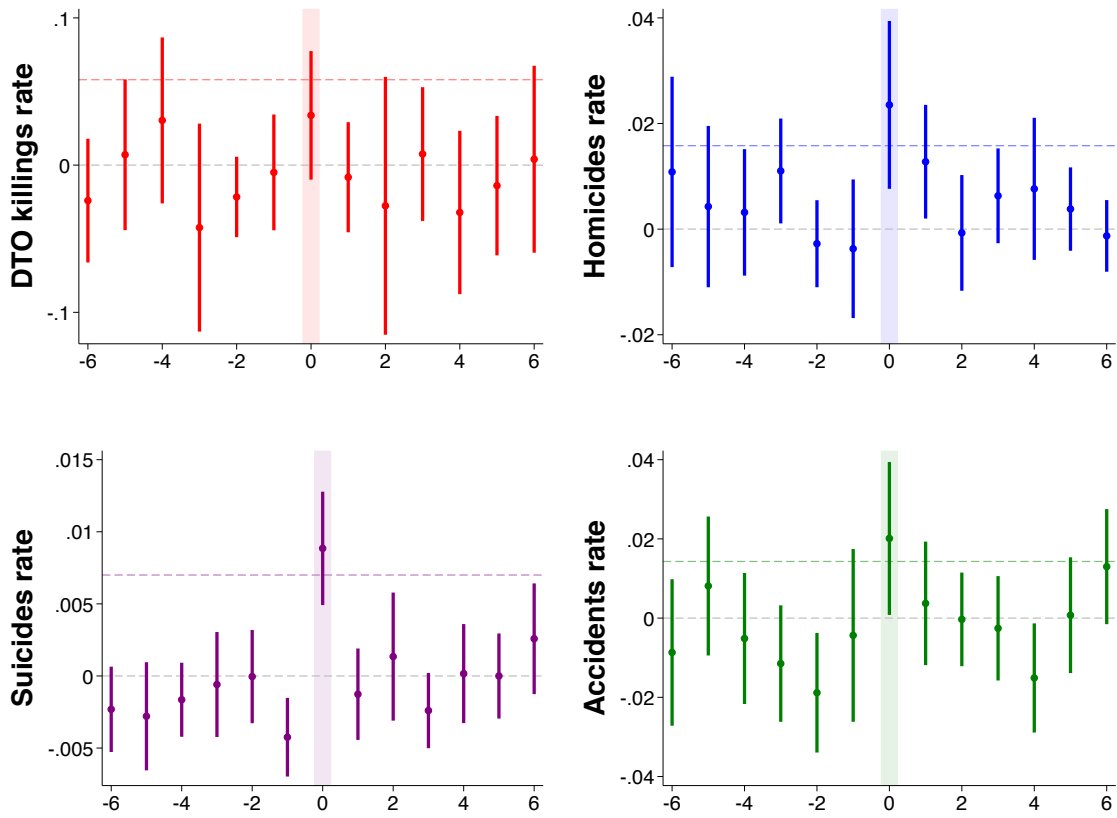 DTO killings rate
.1
0
-.1
-6 -4 -2 0 2 4 6
Homicides rate
.04
.02
0
-.02
-6 -4 -2 0 2 4 6
Suicides rate
.015
.01
.005
0
-.005
-6 -4 -2 0 2 4 6
Accidents rate
.04
.02
0
-.02
-.04
-6 -4 -2 0 2 4 6